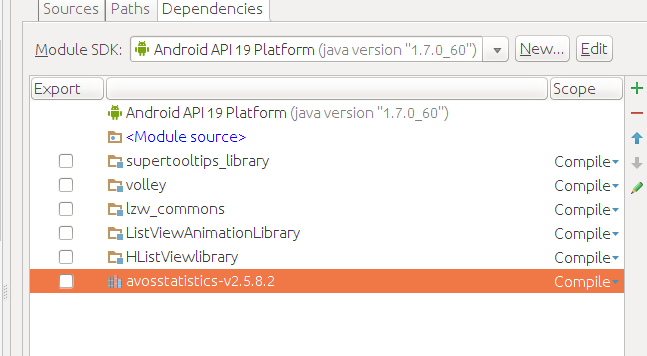 Sources Paths Dependencies
Module SDK: Android API 19 Platform (java version "1.7.0_60") New... Edit
Export Scope
Android API 19 Platform (java version "1.7.0_60")
<Module source>
supertooltips_library Compile
volley Compile
lzw_commons Compile
ListViewAnimationLibrary Compile
HListViewlibrary Compile
avosstatistics-v2.5.8.2 Compile